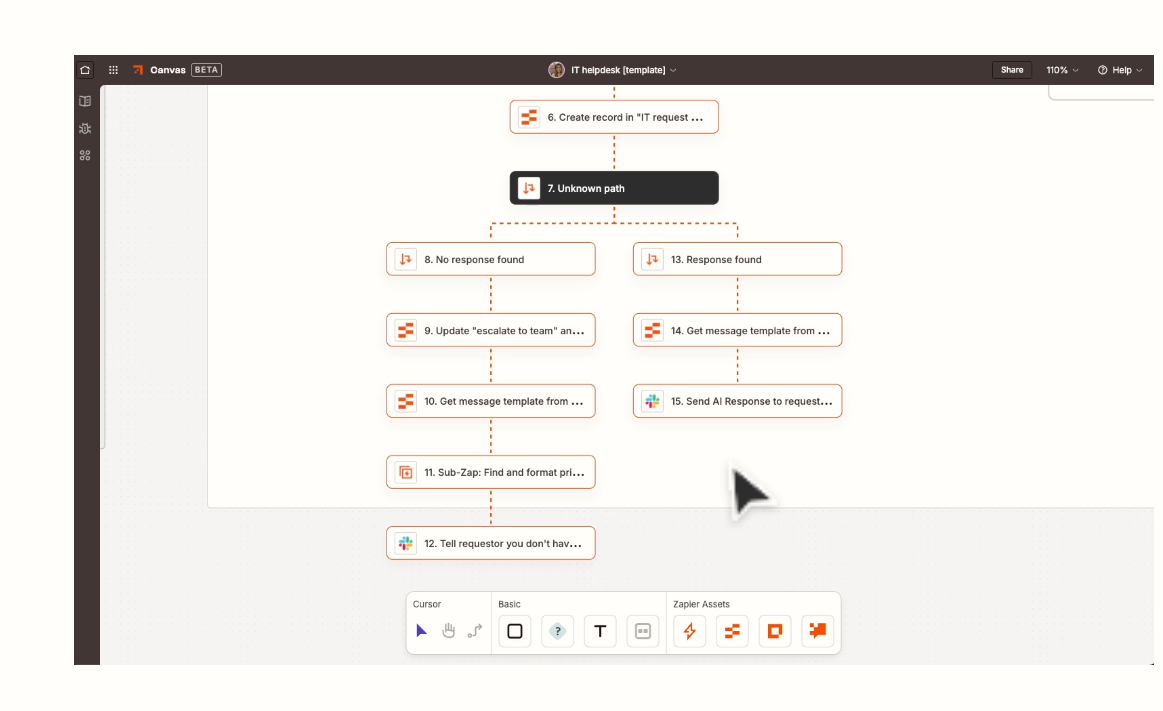 Canvas BETA
IT helpdesk [template]
Share
110%
Help
6. Create record in "IT request ...
7. Unknown path
8. No response found
13. Response found
9. Update "escalate to team" an...
14. Get message template from ...
10. Get message template from ...
15. Send AI Response to request...
11. Sub-Zap: Find and format pri...
12. Tell requestor you don't hav...
Cursor
Basic
Zapier Assets
?
T